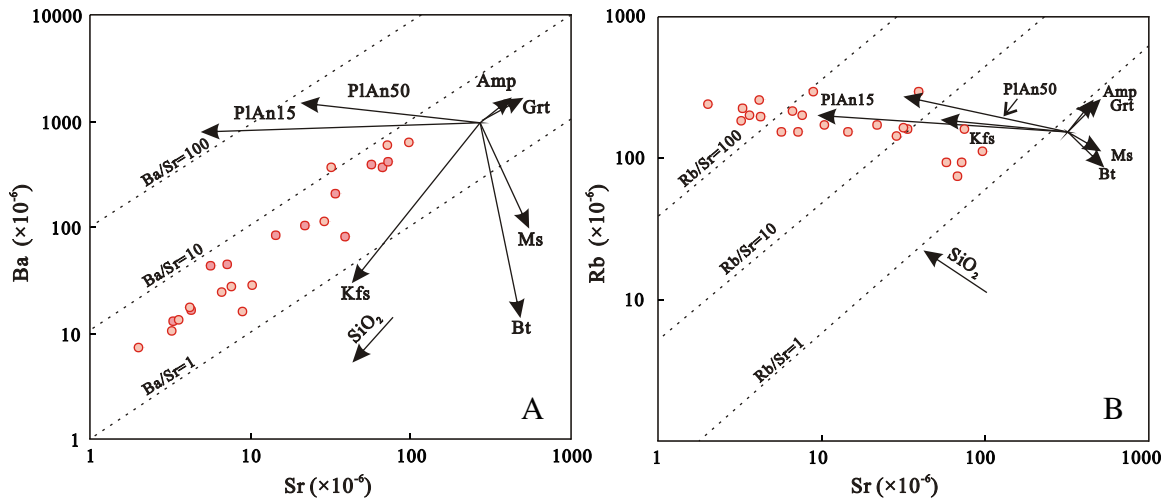 10000
1000
100
10
1
Ba (×10⁻⁶)
1
10
100
1000
Sr (×10⁻⁶)
PlAn50
PlAn15
Amp
Grt
Ba/Sr=100
Ba/Sr=10
Ba/Sr=1
Ms
Kfs
Bt
SiO₂
A
1000
100
10
1
Rb (×10⁻⁶)
1
10
100
1000
Sr (×10⁻⁶)
PlAn15
PlAn50
Amp
Grt
Kfs
Ms
Bt
Rb/Sr=100
Rb/Sr=10
Rb/Sr=1
SiO₂
B